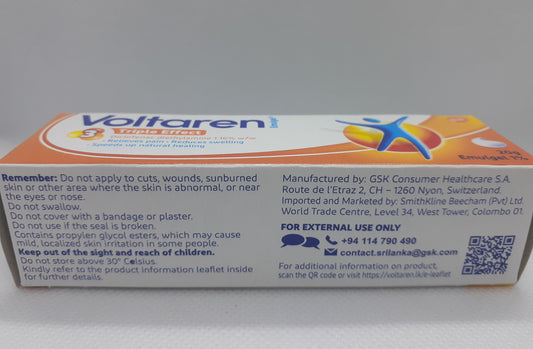 Voltaren
Emulgel
3 Triple Effect
Diclofenac diethylamine 1.16% w/w
- Relieves pain - Reduces swelling
- Speeds up natural healing
20g
Emulgel 1%
Remember: Do not apply to cuts, wounds, sunburned
skin or other area where the skin is abnormal, or near
the eyes or nose.
Do not swallow.
Do not cover with a bandage or plaster.
Do not use if the seal is broken.
Contains propylen glycol esters, which may cause
mild, localized skin irritation in some people.
Keep out of the sight and reach of children.
Do not store above 30° Celsius.
Kindly refer to the product information leaflet inside
for further details.
Manufactured by: GSK Consumer Healthcare S.A.
Route de l'Etraz 2, CH – 1260 Nyon, Switzerland.
Imported and Marketed by: SmithKline Beecham (Pvt) Ltd.
World Trade Centre, Level 34, West Tower, Colombo 01.
FOR EXTERNAL USE ONLY
+94 114 790 490
contact.srilanka@gsk.com
For additional information on product,
scan the QR code or visit https://voltaren.lk/e-leaflet